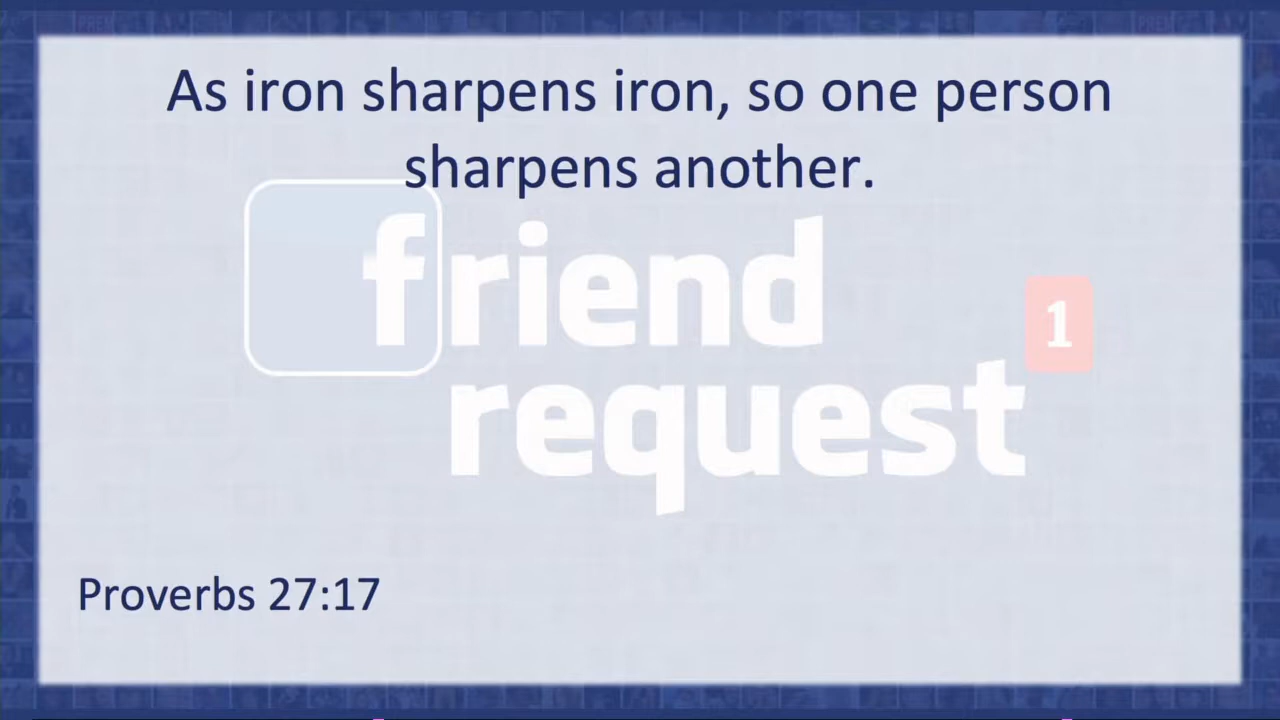 As iron sharpens iron, so one person
sharpens another.
friend
1
request
Proverbs 27:17